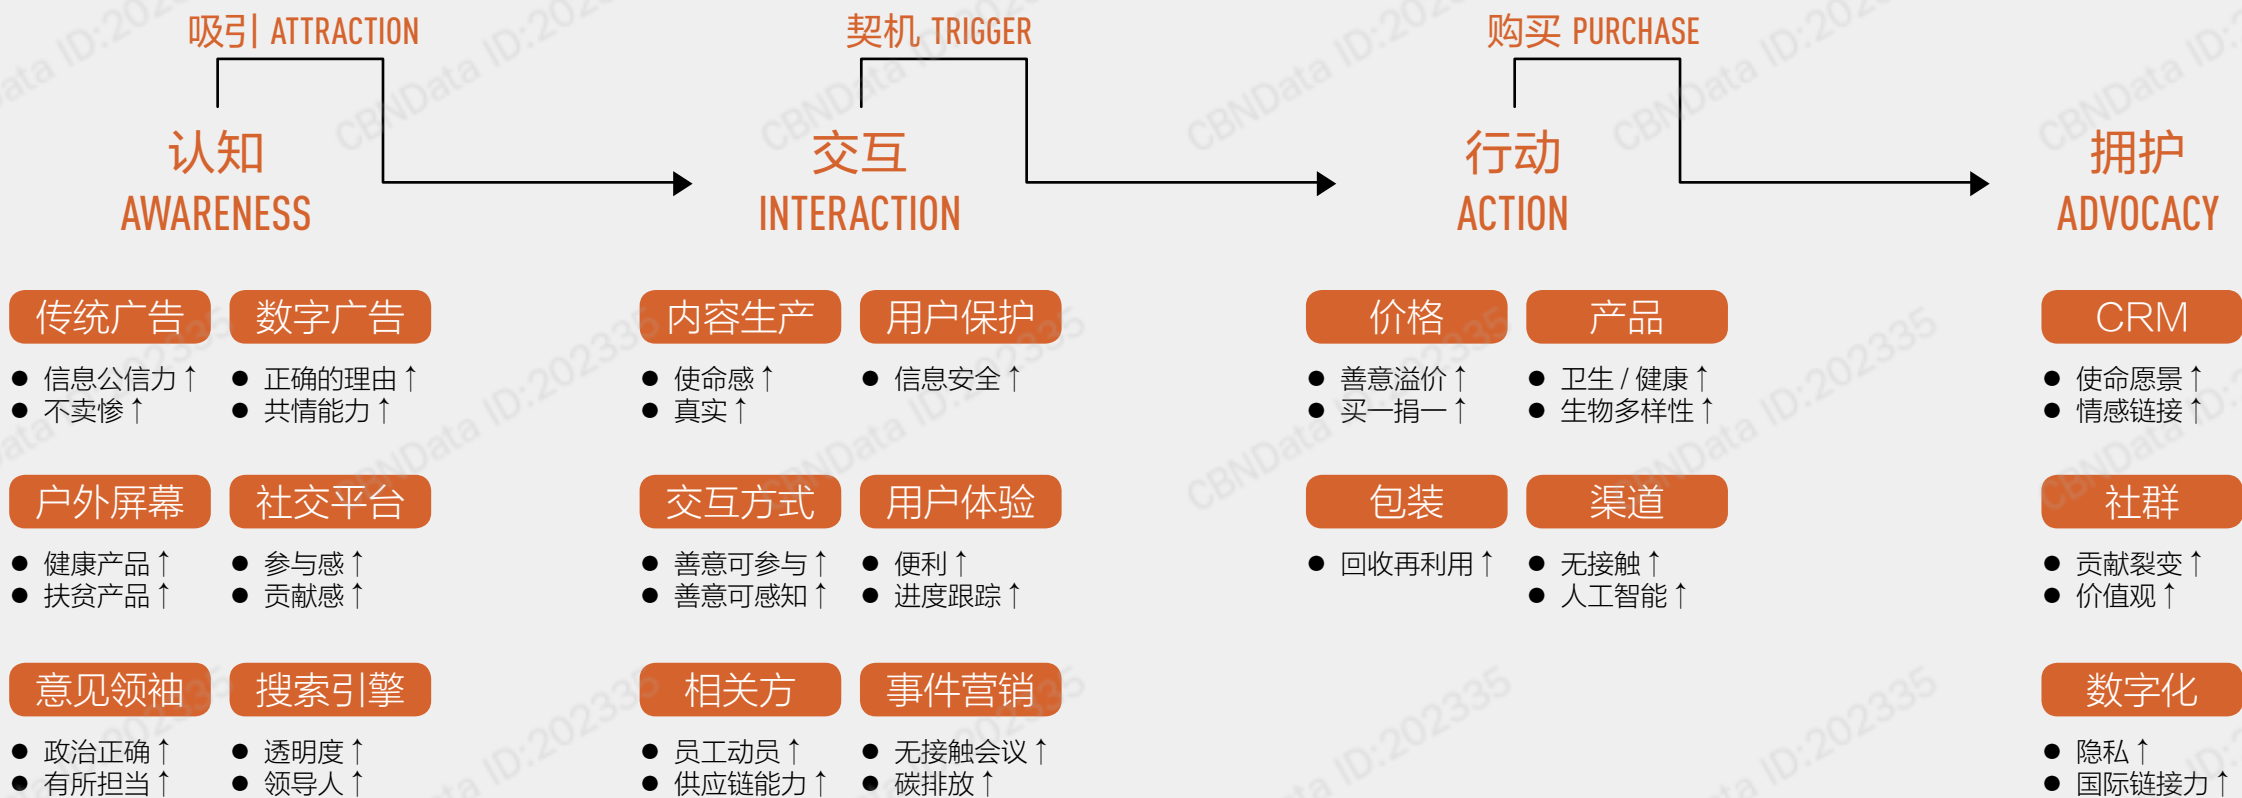 吸引 ATTRACTION
契机 TRIGGER
购买 PURCHASE
认知
AWARENESS
交互
INTERACTION
行动
ACTION
拥护
ADVOCACY
传统广告
● 信息公信力↑
● 不卖惨↑
数字广告
● 正确的理由↑
● 共情能力↑
户外屏幕
● 健康产品↑
● 扶贫产品↑
社交平台
● 参与感↑
● 贡献感↑
意见领袖
● 政治正确↑
● 有所担当↑
搜索引擎
● 透明度↑
● 领导人↑
内容生产
● 使命感↑
● 真实↑
用户保护
● 信息安全↑
交互方式
● 善意可参与↑
● 善意可感知↑
用户体验
● 便利↑
● 进度跟踪↑
相关方
● 员工动员↑
● 供应链能力↑
事件营销
● 无接触会议↑
● 碳排放↑
价格
● 善意溢价↑
● 买一捐一↑
产品
● 卫生 / 健康↑
● 生物多样性↑
包装
● 回收再利用↑
渠道
● 无接触↑
● 人工智能↑
CRM
● 使命愿景↑
● 情感链接↑
社群
● 贡献裂变↑
● 价值观↑
数字化
● 隐私↑
● 国际链接力↑
CBNData ID:202335